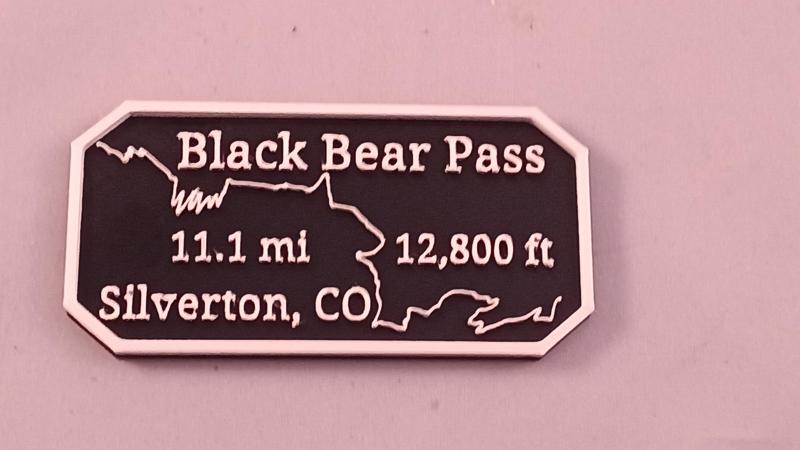 Black Bear Pass
11.1 mi 12,800 ft
Silverton, CO